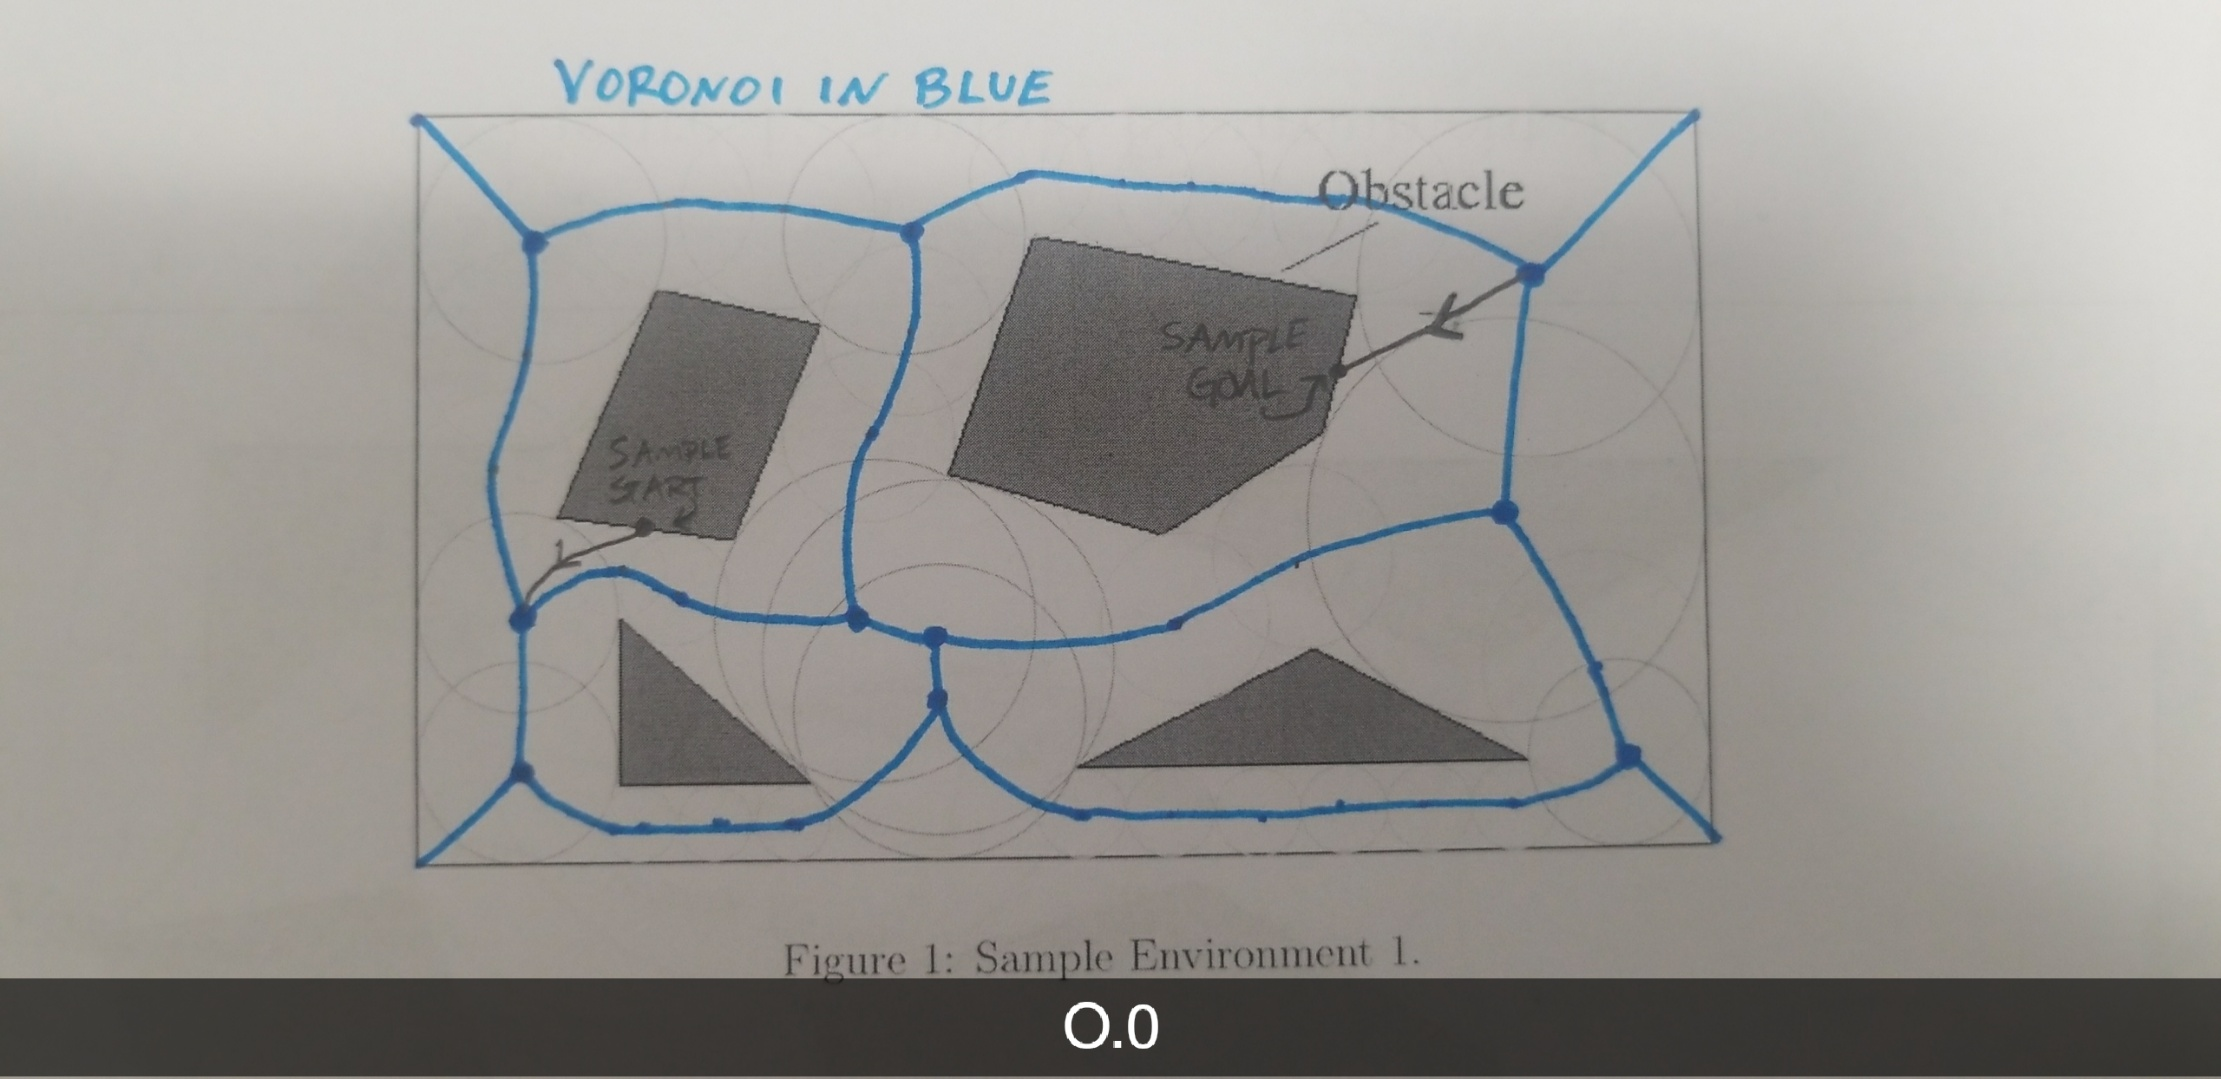 VORONOI IN BLUE
Obstacle
SAMPLE
GOAL
SAMPLE
START
Figure 1: Sample Environment 1.
O.0